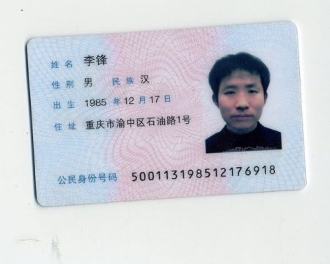 姓名 李锋
性别 男 民族 汉
出生 1985 年 12 月 17 日
住址 重庆市渝中区石油路1号
公民身份号码 500113198512176918